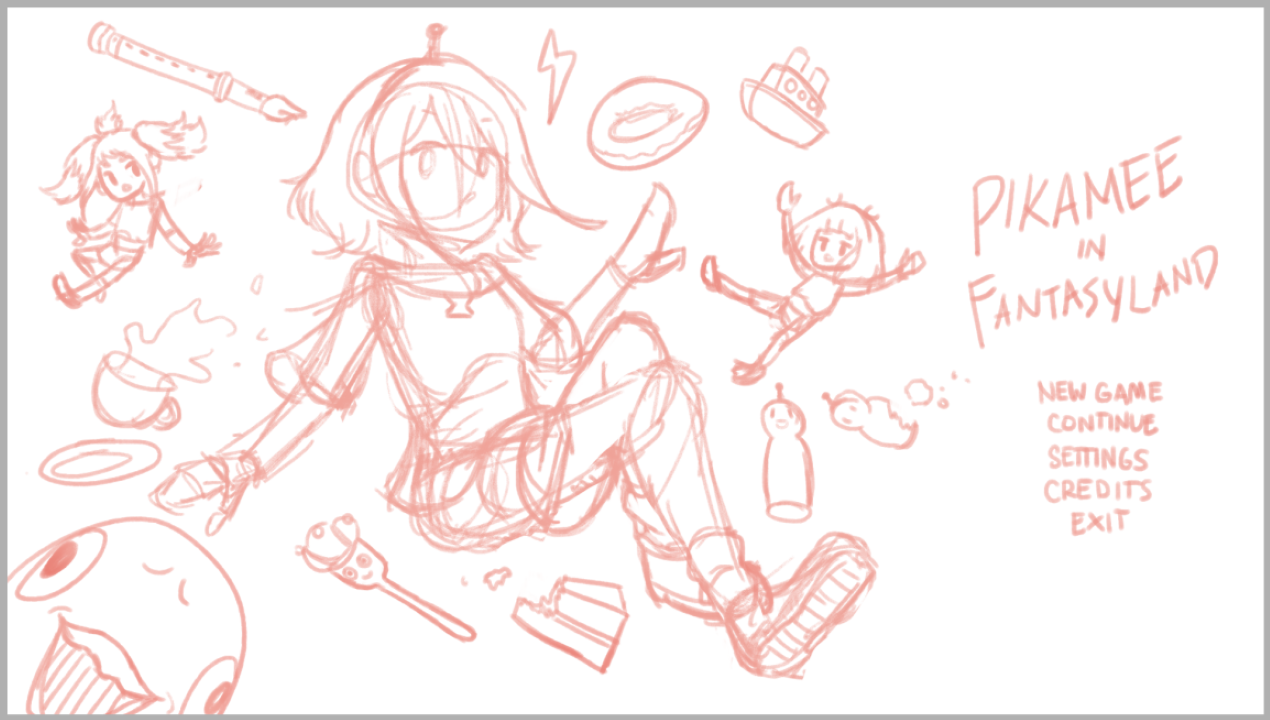 PIKAMEE
IN
FANTASYLAND
NEW GAME
CONTINUE
SETTINGS
CREDITS
EXIT